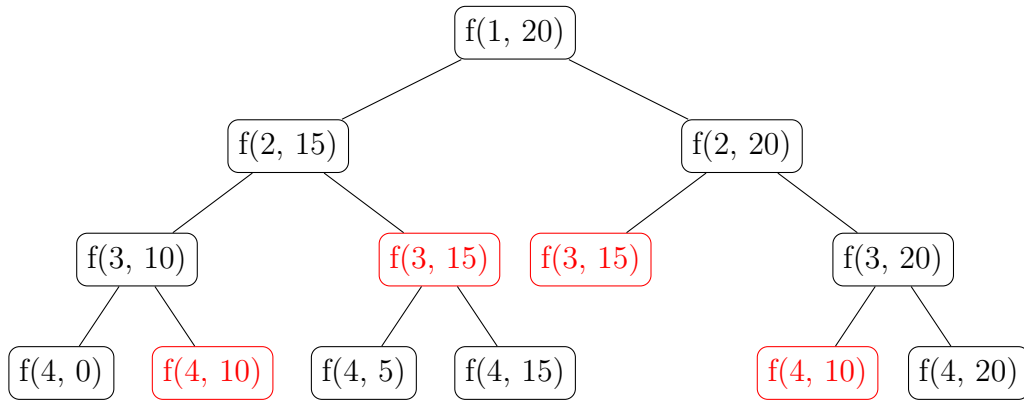 f(1, 20)
f(2, 15)
f(2, 20)
f(3, 10)
f(3, 15)
f(3, 15)
f(3, 20)
f(4, 0)
f(4, 10)
f(4, 5)
f(4, 15)
f(4, 10)
f(4, 20)